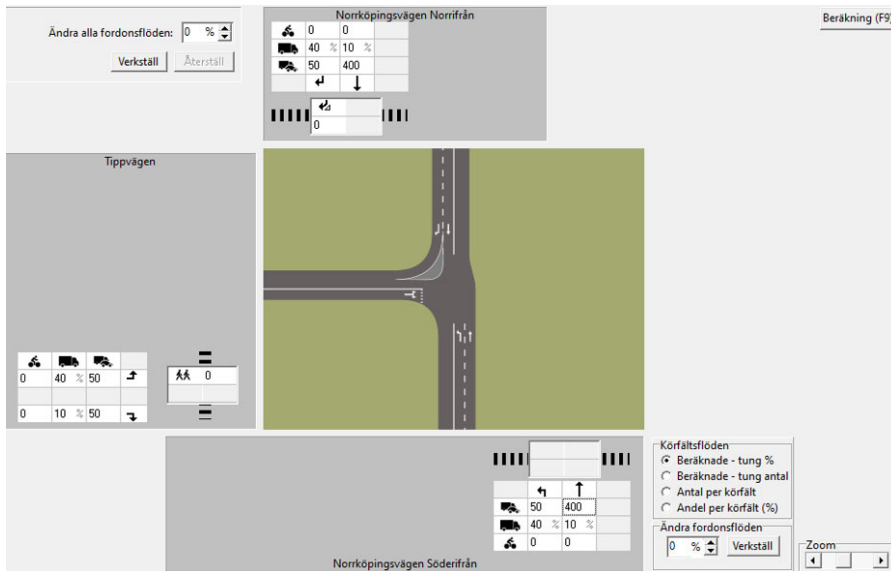 Ändra alla fordonsflöden: 0 %
Verkställ Återställ
Norrköpingsvägen Norrifrån
0 0
40 % 10 %
50 400
0
Beräkning (F9)
Tippvägen
0 40 % 50
0 10 % 50
0
50 400
40 % 10 %
0 0
Norrköpingsvägen Söderifrån
Körfältsflöden
Beräknade - tung %
Beräknade - tung antal
Antal per körfält
Andel per körfält (%)
Ändra fordonsflöden
0 % Verkställ
Zoom